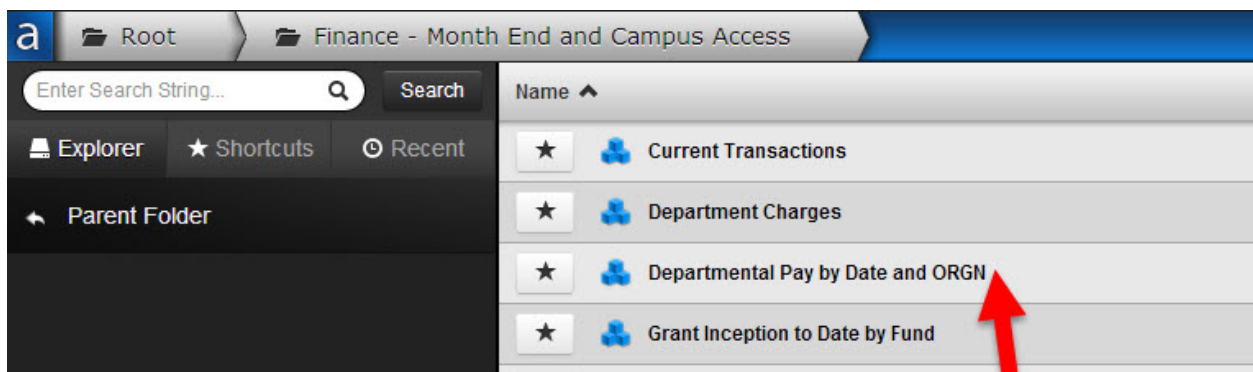 a Root Finance - Month End and Campus Access
Enter Search String... Search
Name
Explorer Shortcuts Recent
Parent Folder
Current Transactions
Department Charges
Departmental Pay by Date and ORGN
Grant Inception to Date by Fund